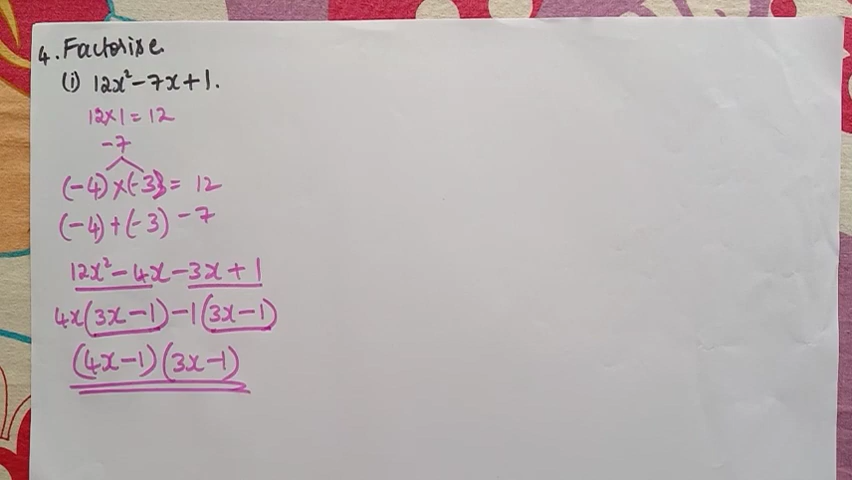 4. Factorise.
(i) 12x² - 7x + 1.
12 x 1 = 12
-7
(-4) x (-3) = 12
(-4) + (-3) -7
12x² - 4x - 3x + 1
4x(3x - 1) - 1(3x - 1)
(4x - 1)(3x - 1)